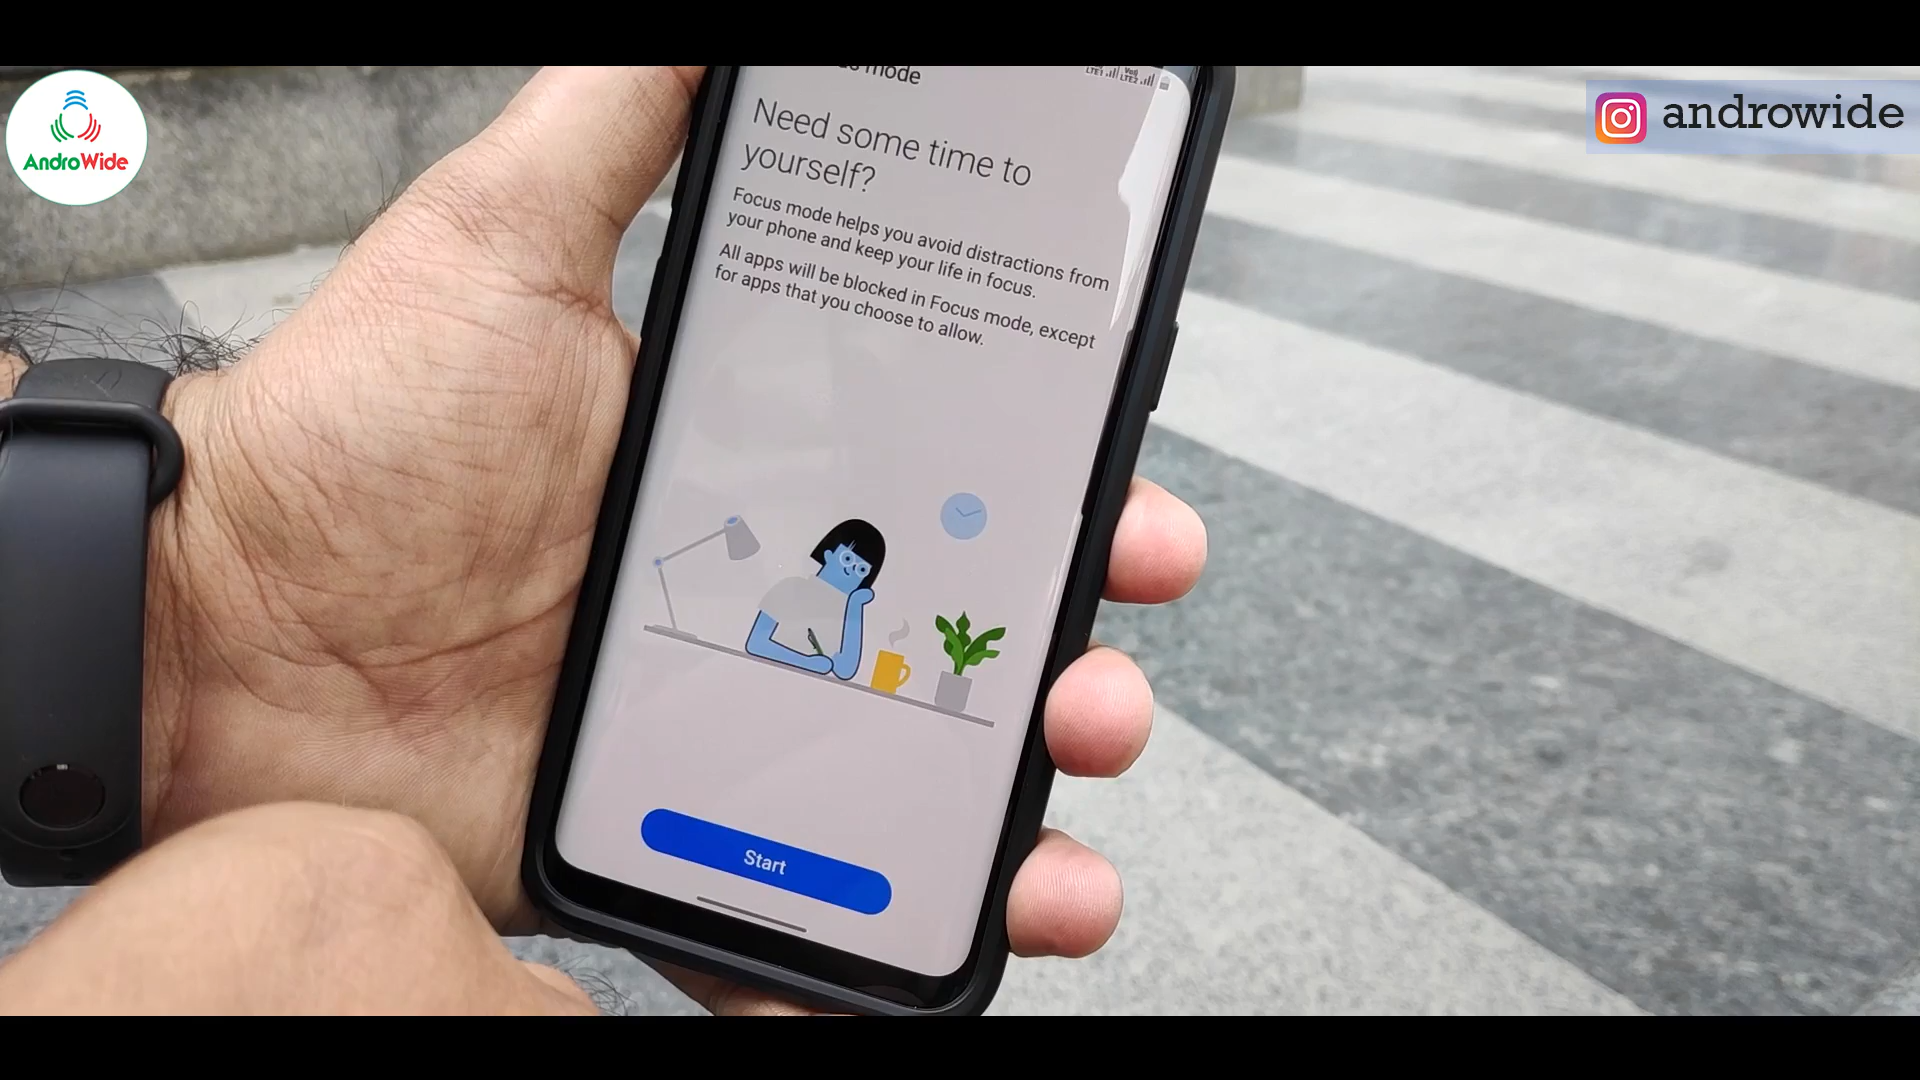 AndroWide
androwide
mode
Need some time to
yourself?
Focus mode helps you avoid distractions from
your phone and keep your life in focus.
All apps will be blocked in Focus mode, except
for apps that you choose to allow.
Start